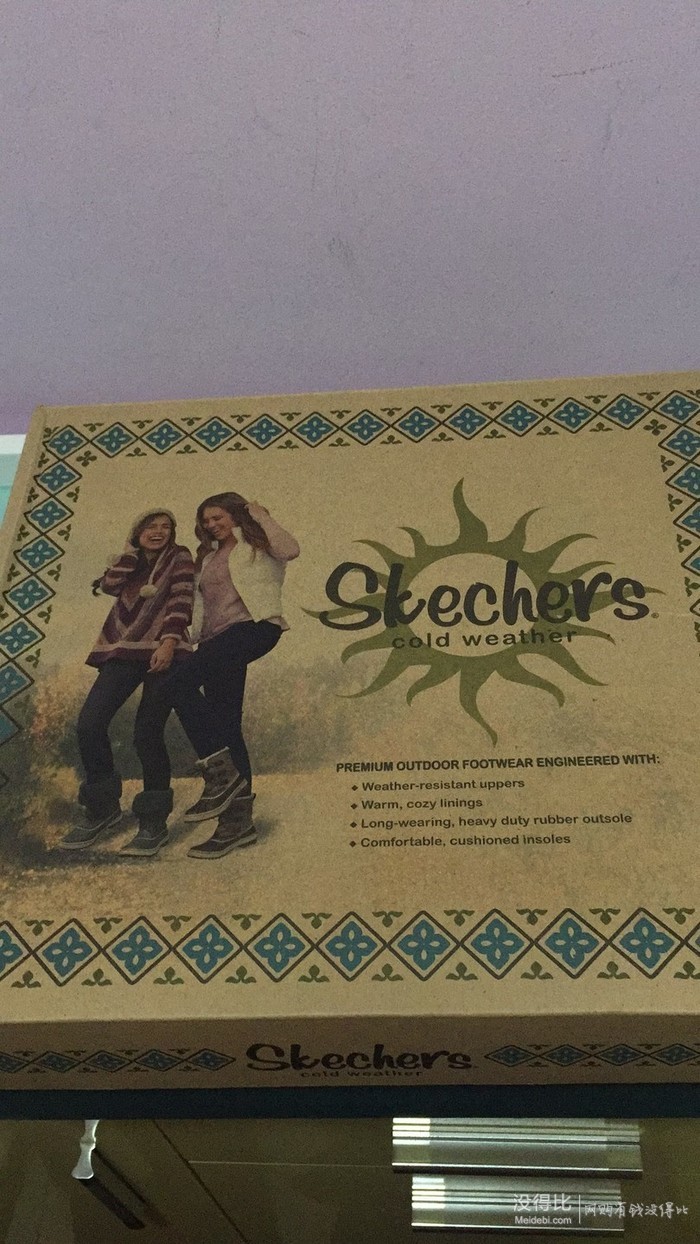 Skechers®
cold weather
PREMIUM OUTDOOR FOOTWEAR ENGINEERED WITH:
◆ Weather-resistant uppers
◆ Warm, cozy linings
◆ Long-wearing, heavy duty rubber outsole
◆ Comfortable, cushioned insoles
Skechers
cold weather
没得比 网购有钱没得比
Meidebi.com